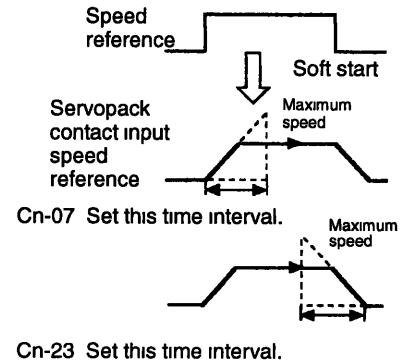 Speed
reference
Soft start
Servopack
contact input
speed
reference
Maximum
speed
Cn-07 Set this time interval.
Maximum
speed
Cn-23 Set this time interval.